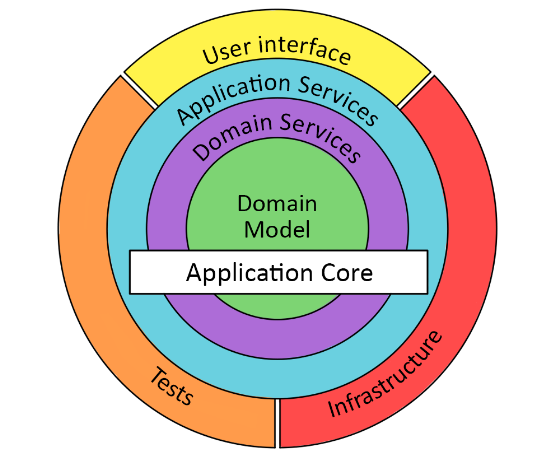 User interface
Application Services
Domain Services
Domain
Model
Application Core
Tests
Infrastructure